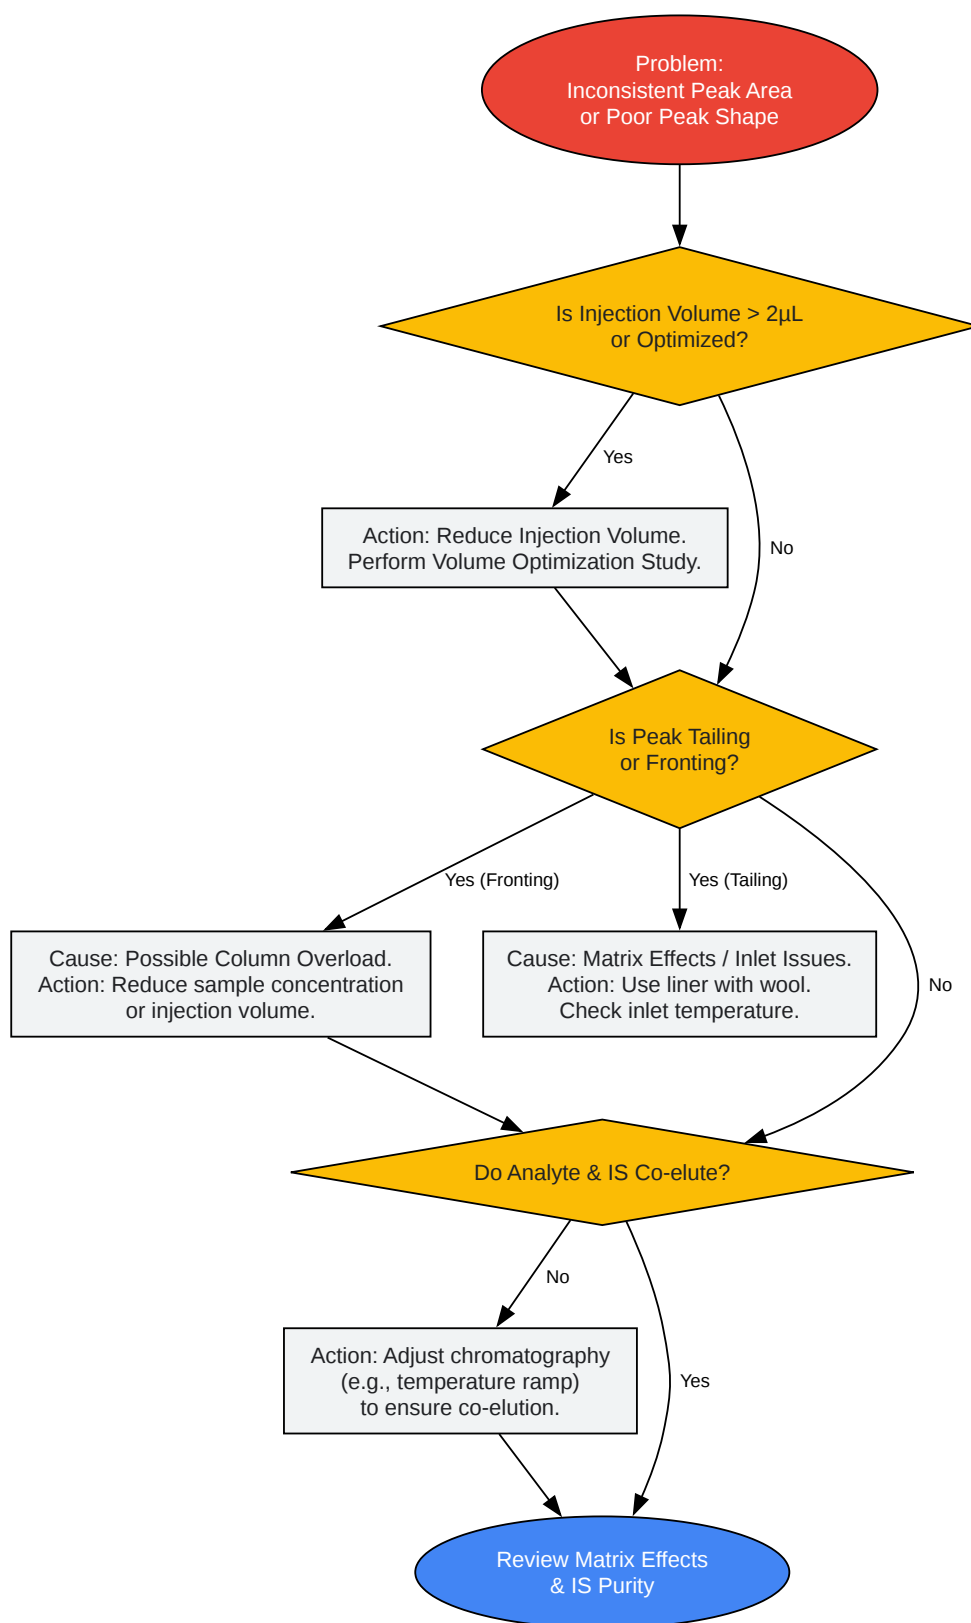 Problem:
Inconsistent Peak Area
or Poor Peak Shape
Is Injection Volume > 2µL
or Optimized?
Yes
No
Action: Reduce Injection Volume.
Perform Volume Optimization Study.
Is Peak Tailing
or Fronting?
Yes (Fronting)
Yes (Tailing)
No
Cause: Possible Column Overload.
Action: Reduce sample concentration
or injection volume.
Cause: Matrix Effects / Inlet Issues.
Action: Use liner with wool.
Check inlet temperature.
Do Analyte & IS Co-elute?
No
Yes
Action: Adjust chromatography
(e.g., temperature ramp)
to ensure co-elution.
Review Matrix Effects
& IS Purity